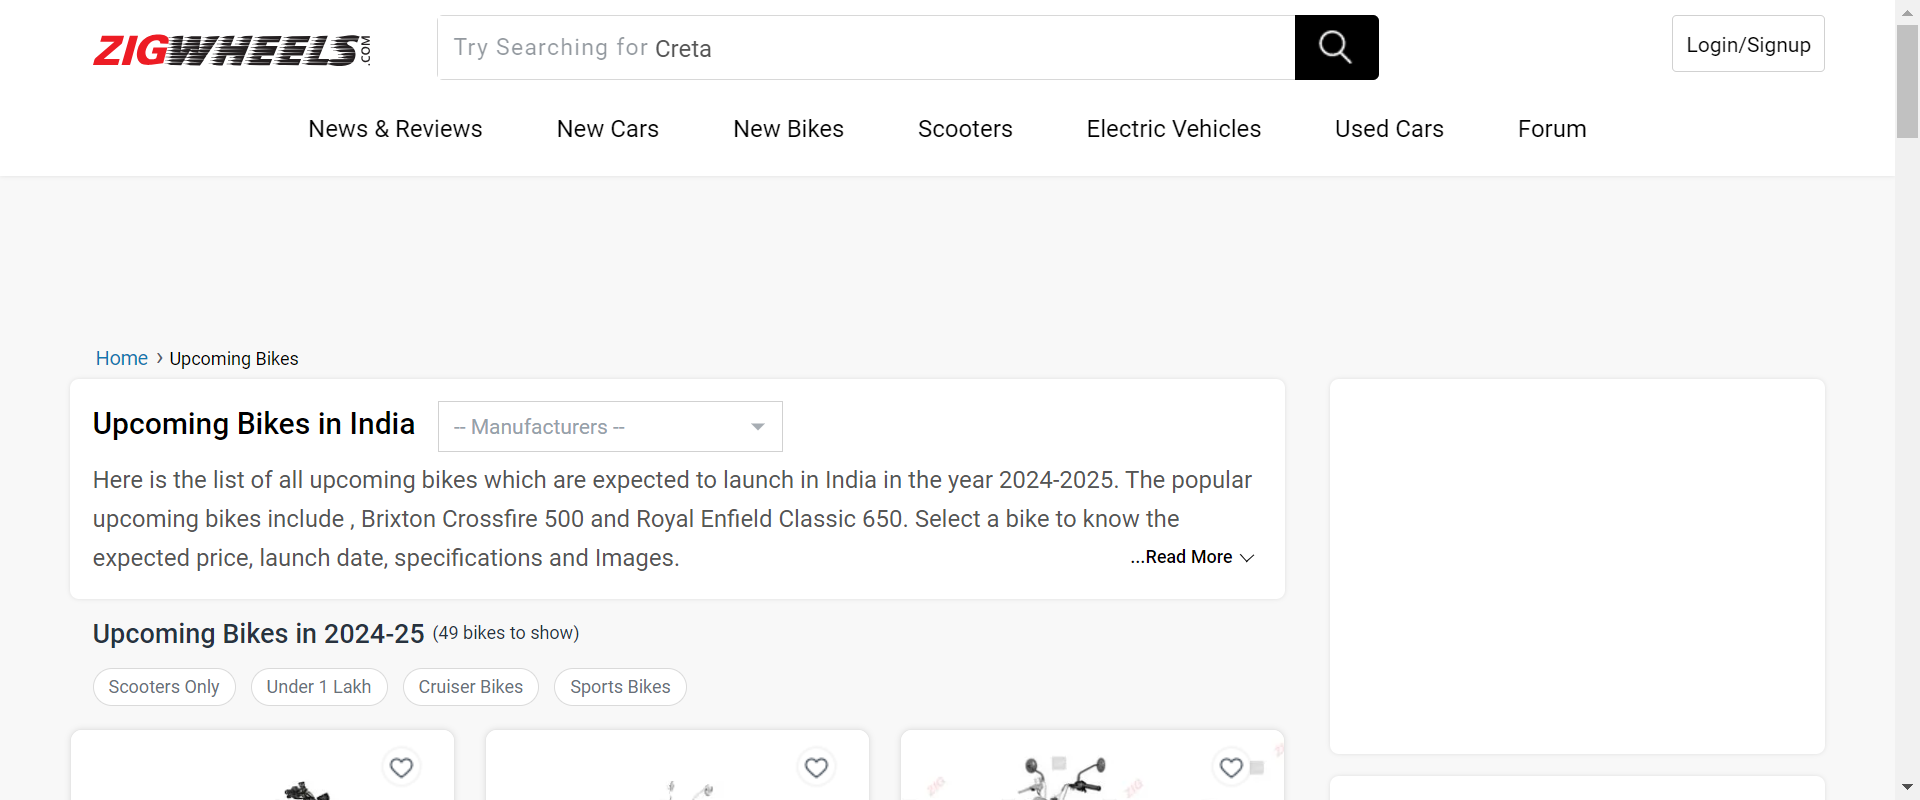 ZIGWHEELS.COM
Try Searching for Creta
Login/Signup
News & Reviews New Cars New Bikes Scooters Electric Vehicles Used Cars Forum
Home › Upcoming Bikes
Upcoming Bikes in India
-- Manufacturers --
Here is the list of all upcoming bikes which are expected to launch in India in the year 2024-2025. The popular
upcoming bikes include , Brixton Crossfire 500 and Royal Enfield Classic 650. Select a bike to know the
expected price, launch date, specifications and Images.
...Read More
Upcoming Bikes in 2024-25 (49 bikes to show)
Scooters Only Under 1 Lakh Cruiser Bikes Sports Bikes
ZIG ZIG